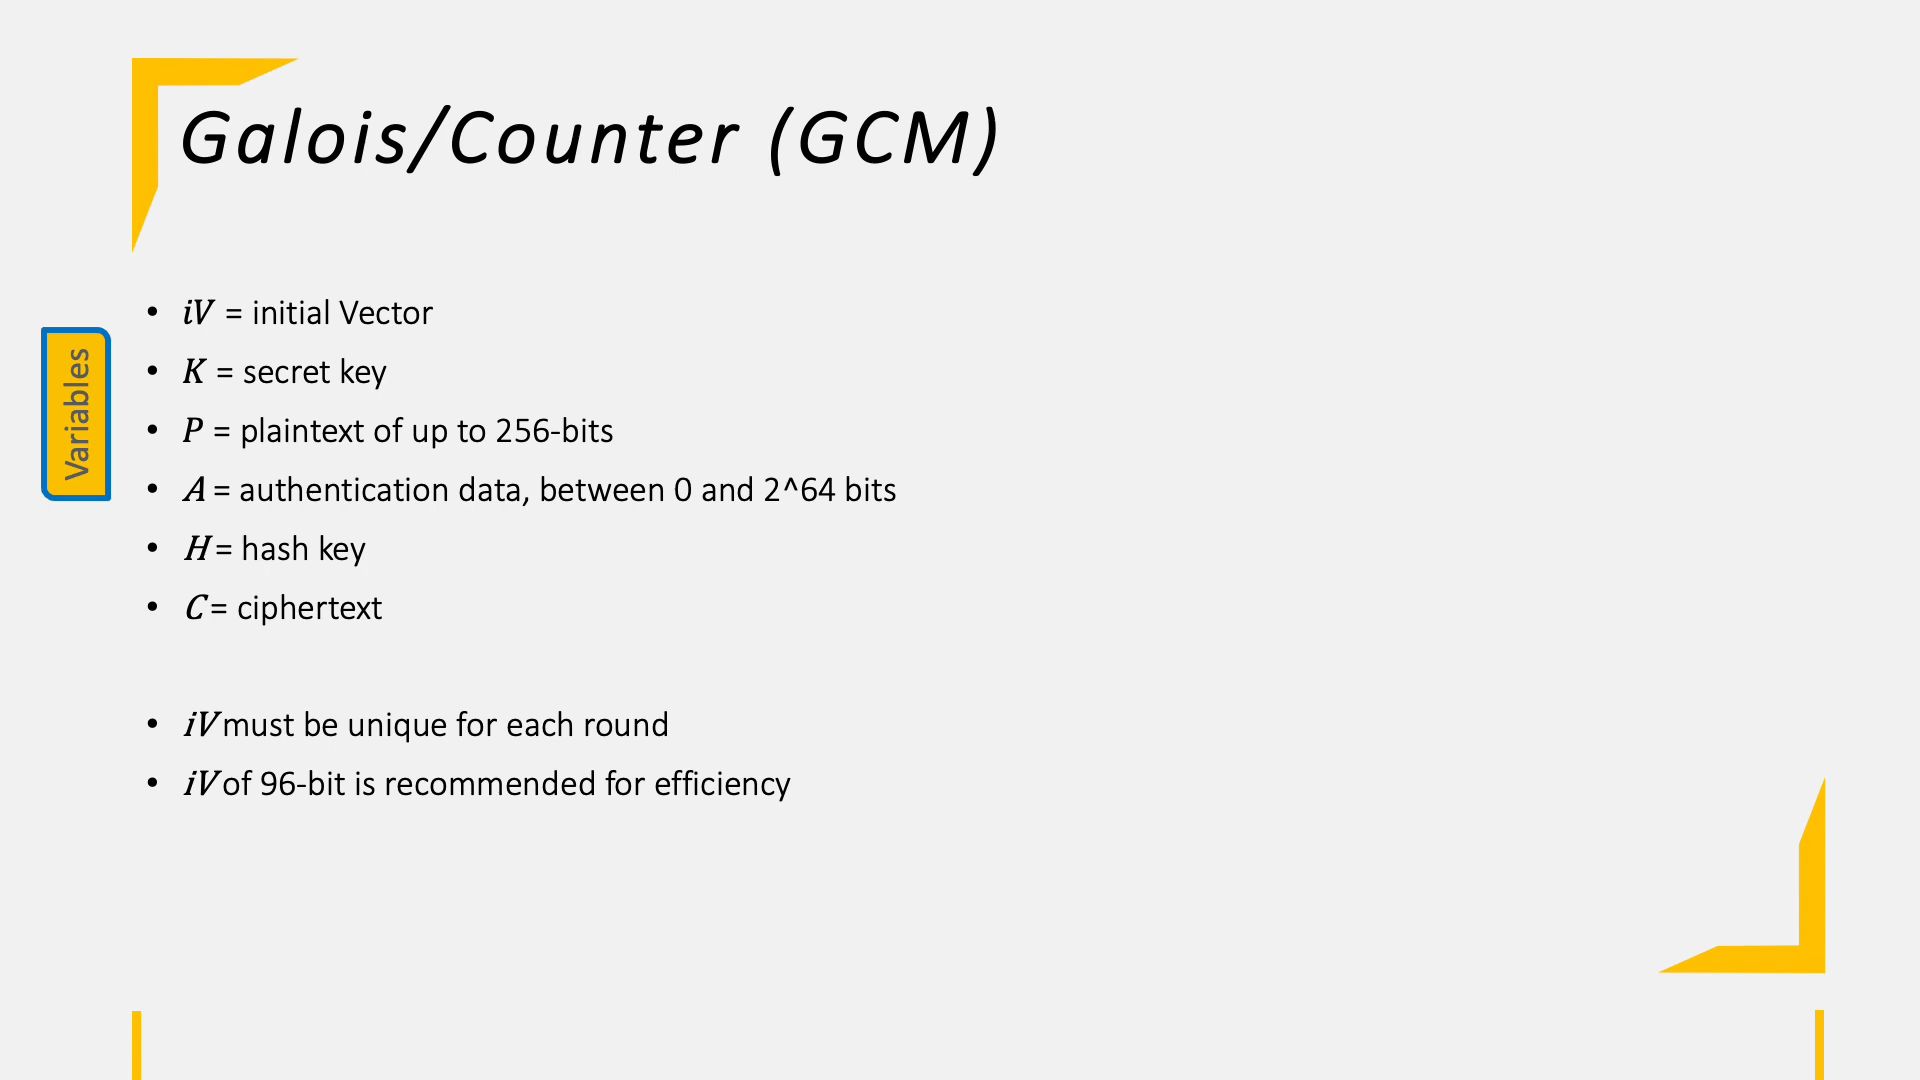 Galois/Counter (GCM)
Variables
• iV = initial Vector
• K = secret key
• P = plaintext of up to 256-bits
• A = authentication data, between 0 and 2^64 bits
• H = hash key
• C = ciphertext
• iV must be unique for each round
• iV of 96-bit is recommended for efficiency